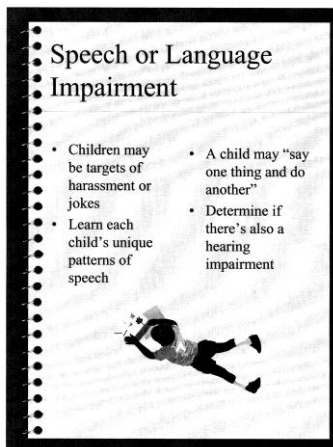 Speech or Language
Impairment
• Children may
be targets of
harassment or
jokes
• Learn each
child's unique
patterns of
speech
• A child may "say
one thing and do
another"
• Determine if
there's also a
hearing
impairment